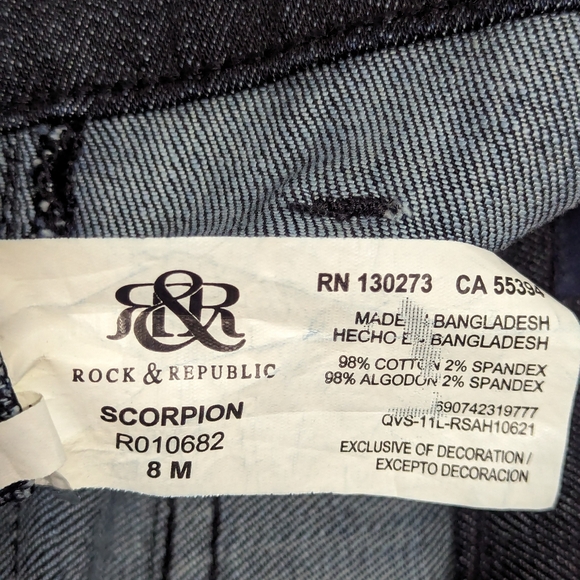 R&R
ROCK & REPUBLIC
SCORPION
R010682
8 M
RN 130273 CA 55394
MADE BANGLADESH
HECHO BANGLADESH
98% COTTON 2% SPANDEX
98% ALGODON 2% SPANDEX
690742319777
QVS-11L-RSAH10621
EXCLUSIVE OF DECORATION /
EXCEPTO DECORACION